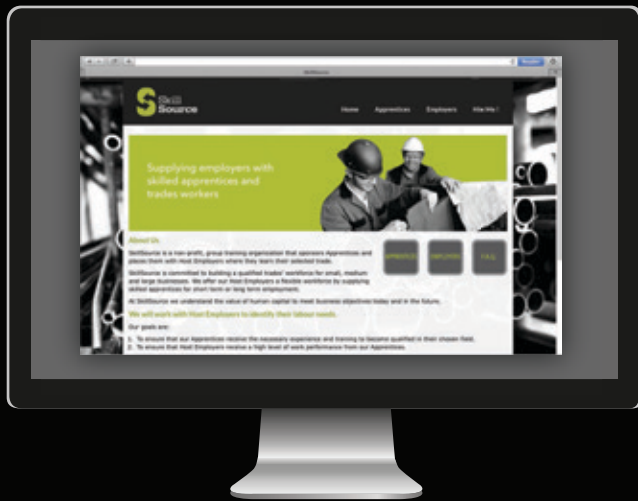 Reader
SkillSource
Skill
Source
Home Apprentices Employers Hire Me !
Supplying employers with
skilled apprentices and
trades workers
About Us
SkillSource is a non-profit, group training organization that sponsors Apprentices and
places them with Host Employers where they learn their selected trade.
APPRENTICES EMPLOYERS F.A.Q.
SkillSource is committed to building a qualified trades' workforce for small, medium
and large businesses. We offer our Host Employers a flexible workforce by supplying
skilled apprentices for short term or long term employment.
At SkillSource we understand the value of human capital to meet business objectives today and in the future.
We will work with Host Employers to identify their labour needs.
Our goals are:
1. To ensure that our Apprentices receive the necessary experience and training to become qualified in their chosen field.
2. To ensure that Host Employers receive a high level of work performance from our Apprentices.